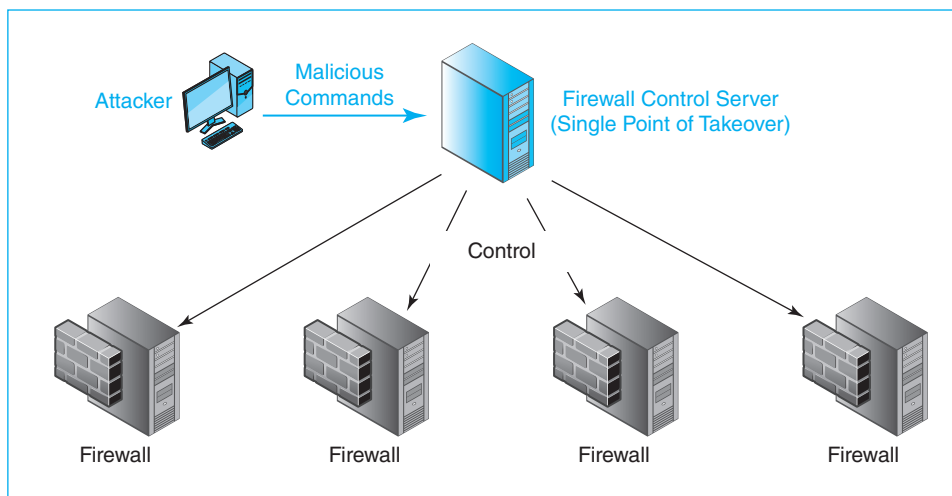 Attacker
Malicious
Commands
Firewall Control Server
(Single Point of Takeover)
Control
Firewall
Firewall
Firewall
Firewall